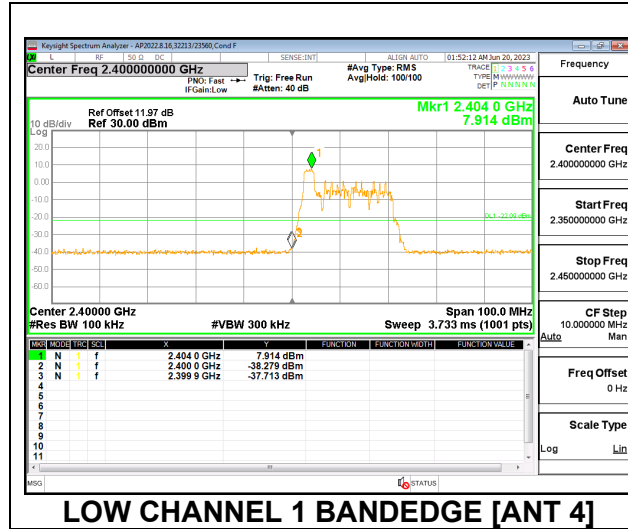 Keysight Spectrum Analyzer - AP2022.8.16,32213/23560,Cond F
L RF 50 Ω DC SENSE:INT ALIGN AUTO 01:52:12 AM Jun 20, 2023
Center Freq 2.400000000 GHz
PNO: Fast
IFGain:Low
Trig: Free Run
#Atten: 40 dB
#Avg Type: RMS
Avg|Hold: 100/100
TRACE 1 2 3 4 5 6
TYPE M W W W W W
DET P N N N N N
Ref Offset 11.97 dB
10 dB/div Ref 30.00 dBm
Log
Mkr1 2.404 0 GHz
7.914 dBm
20.0
10.0
0.00
-10.0
-20.0
-30.0
-40.0
-50.0
-60.0
1
2
DL1 -22.09 dBm
Center 2.40000 GHz Span 100.0 MHz
#Res BW 100 kHz #VBW 300 kHz Sweep 3.733 ms (1001 pts)
MKR MODE TRC SCL X Y FUNCTION FUNCTION WIDTH FUNCTION VALUE
1 N 1 f 2.404 0 GHz 7.914 dBm
2 N 1 f 2.400 0 GHz -38.279 dBm
3 N 1 f 2.399 9 GHz -37.713 dBm
4
5
6
7
8
9
10
11
MSG STATUS
Frequency
Auto Tune
Center Freq
2.400000000 GHz
Start Freq
2.350000000 GHz
Stop Freq
2.450000000 GHz
CF Step
10.000000 MHz
Auto Man
Freq Offset
0 Hz
Scale Type
Log Lin
LOW CHANNEL 1 BANDEDGE [ANT 4]